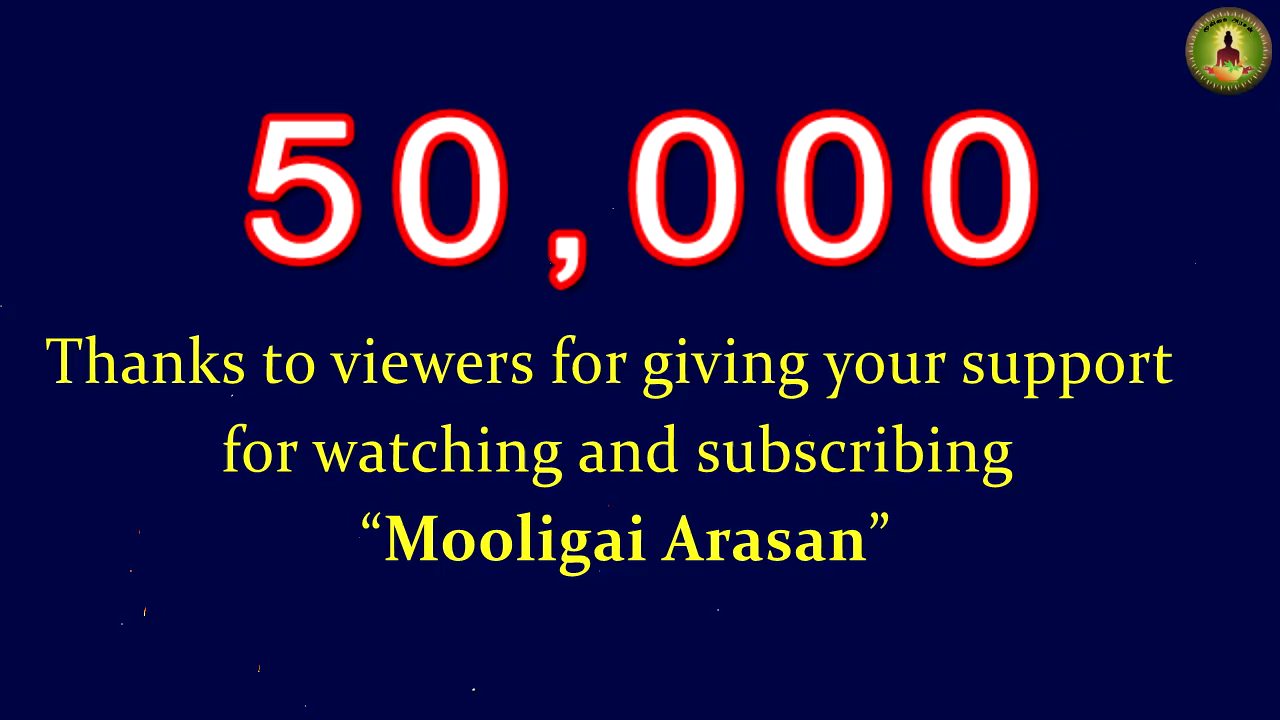 50,000
Thanks to viewers for giving your support
for watching and subscribing
“Mooligai Arasan”